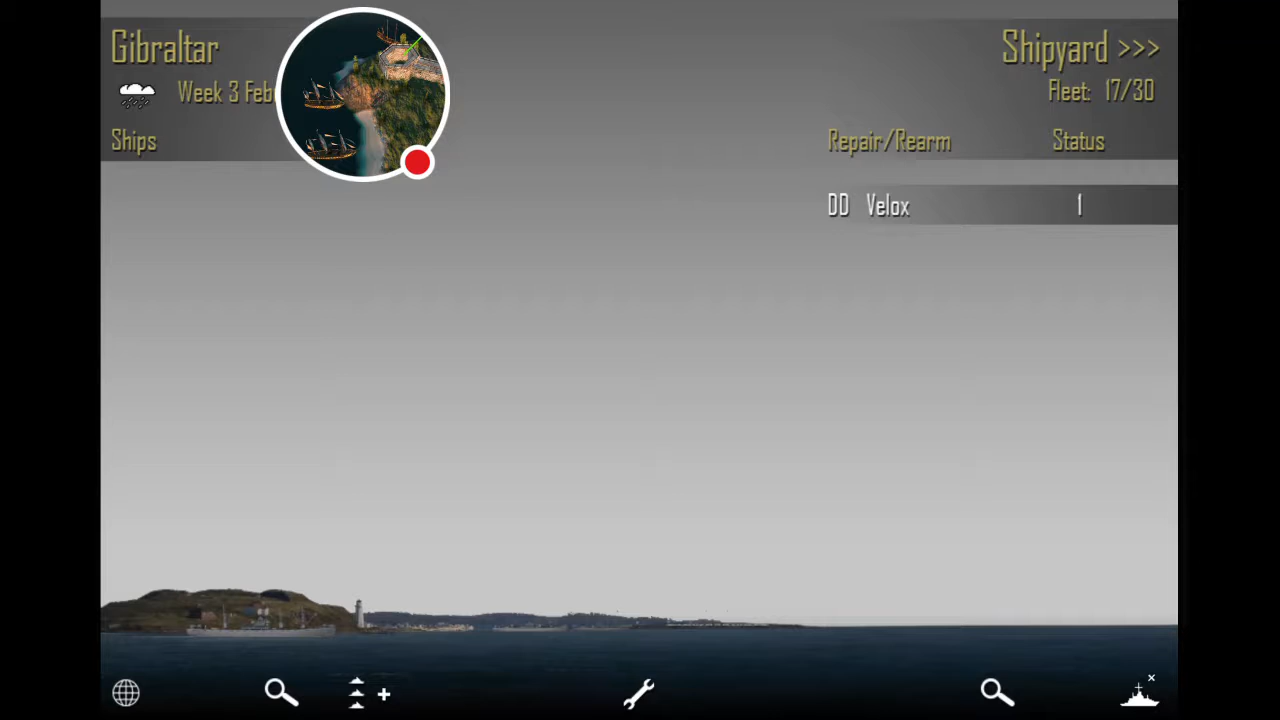 Gibraltar
Shipyard >>>
Week 3 Feb
Fleet: 17/30
Ships
Repair/Rearm
Status
DD Velox 1